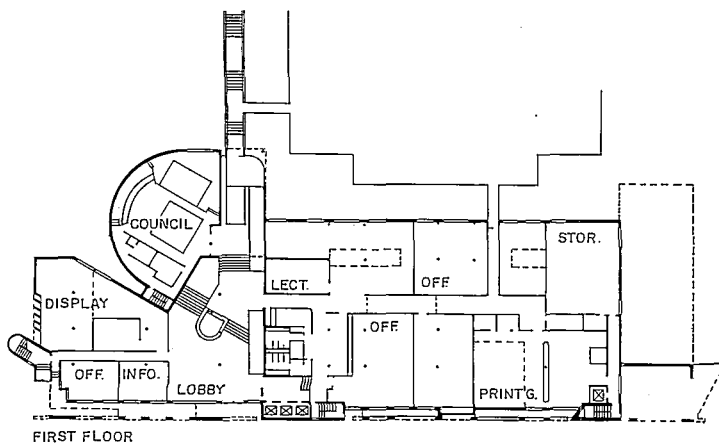 COUNCIL
STOR.
DISPLAY
LECT.
OFF
OFF.
OFF.
INFO.
LOBBY
PRINT'G.
FIRST FLOOR